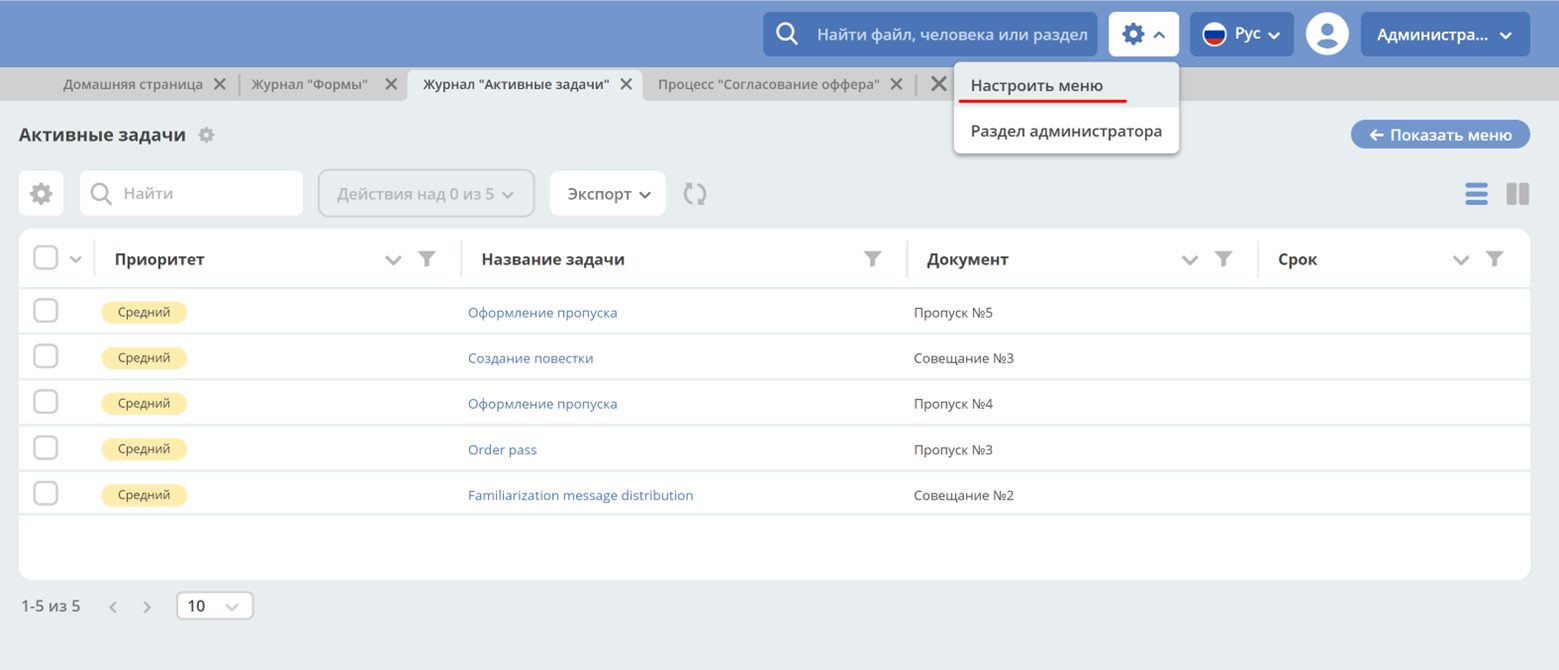 Найти файл, человека или раздел
Рус
Администра...
Домашняя страница
Журнал "Формы"
Журнал "Активные задачи"
Процесс "Согласование оффера"
Настроить меню
Раздел администратора
Активные задачи
← Показать меню
Найти
Действия над 0 из 5
Экспорт
Приоритет Название задачи Документ Срок
Средний Оформление пропуска Пропуск №5
Средний Создание повестки Совещание №3
Средний Оформление пропуска Пропуск №4
Средний Order pass Пропуск №3
Средний Familiarization message distribution Совещание №2
1-5 из 5
10